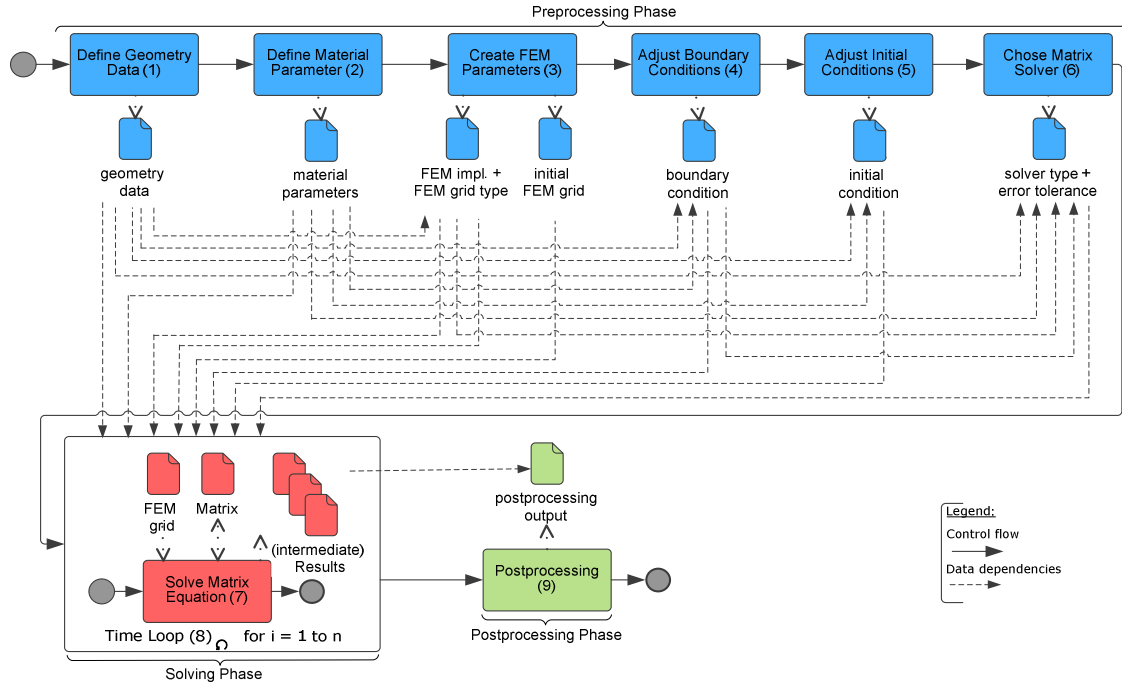 Preprocessing Phase
Define Geometry
Data (1)
Define Material
Parameter (2)
Create FEM
Parameters (3)
Adjust Boundary
Conditions (4)
Adjust Initial
Conditions (5)
Chose Matrix
Solver (6)
geometry
data
material
parameters
FEM impl. +
FEM grid type
initial
FEM grid
boundary
condition
initial
condition
solver type +
error tolerance
FEM
grid
Matrix
(intermediate)
Results
Solve Matrix
Equation (7)
Time Loop (8)
for i = 1 to n
Solving Phase
postprocessing
output
Postprocessing
(9)
Postprocessing Phase
Legend:
Control flow
Data dependencies